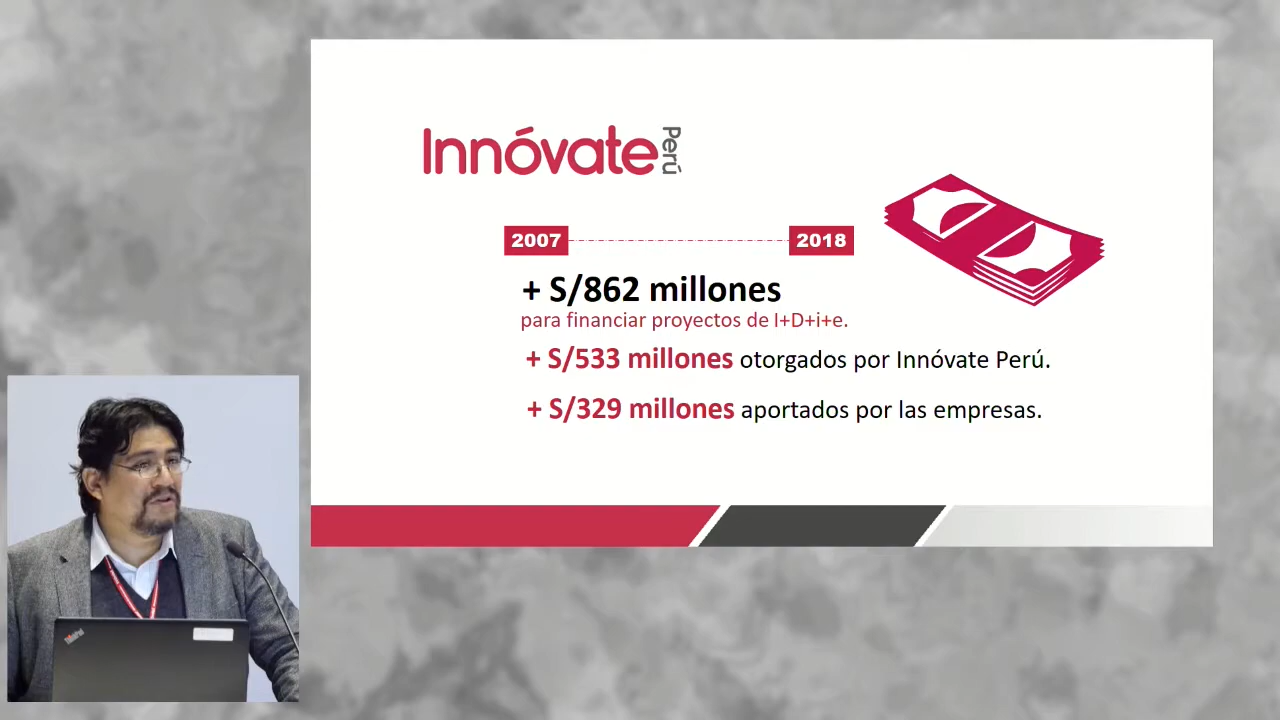 Innóvate Perú
2007
2018
+ S/862 millones
para financiar proyectos de I+D+i+e.
+ S/533 millones otorgados por Innóvate Perú.
+ S/329 millones aportados por las empresas.
ThinkPad